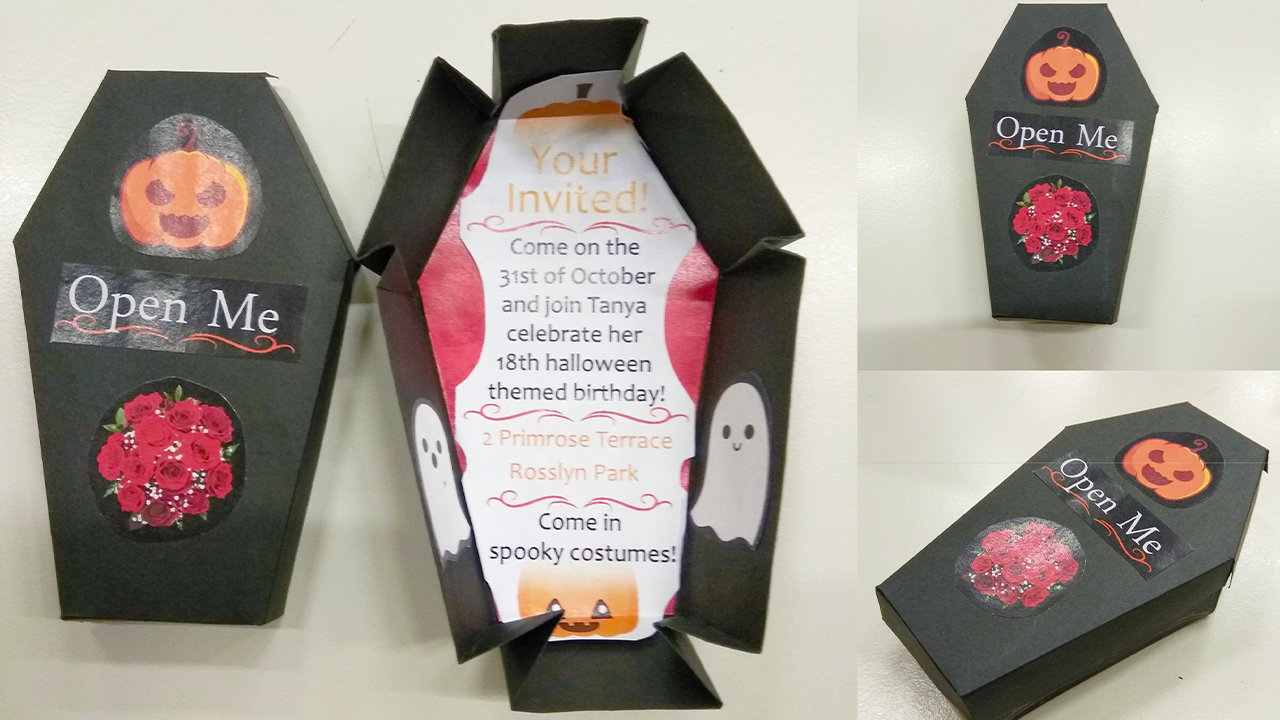 Open Me
Your
Invited!
Come on the
31st of October
and join Tanya
celebrate her
18th halloween
themed birthday!
2 Primrose Terrace
Rosslyn Park
Come in
spooky costumes!
Open Me
Open Me